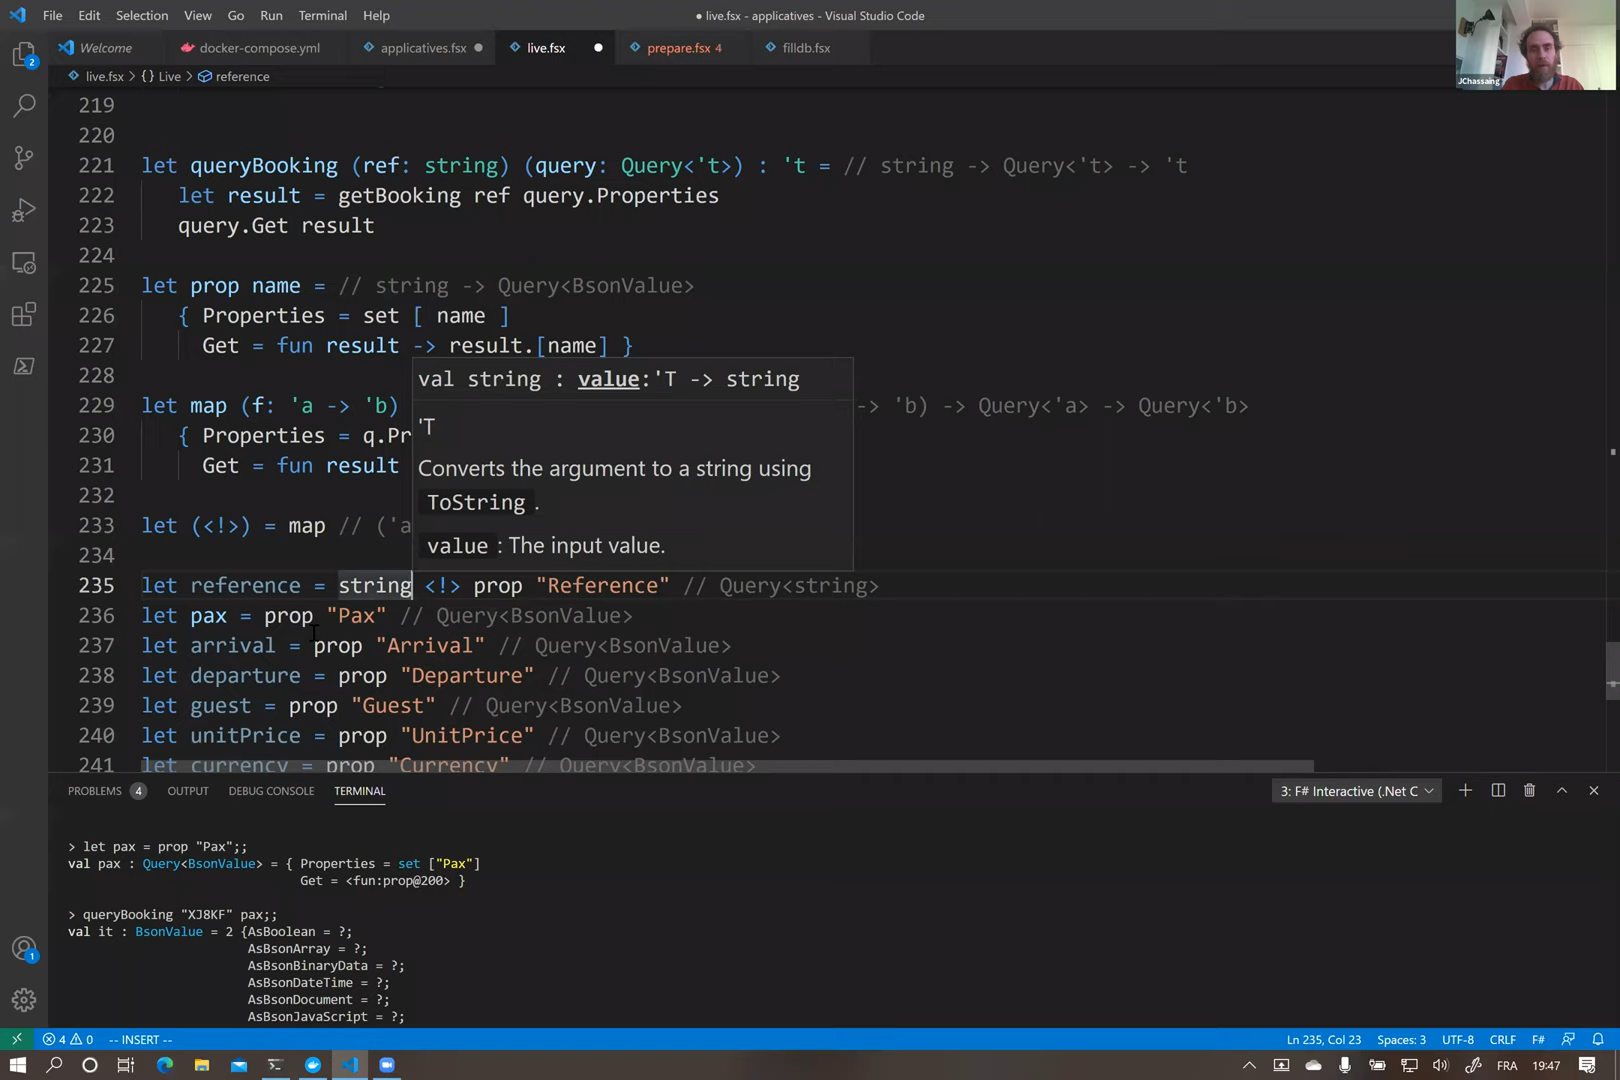 File Edit Selection View Go Run Terminal Help
● live.fsx - applicatives - Visual Studio Code
JChassaing
Welcome docker-compose.yml applicatives.fsx live.fsx prepare.fsx 4 filldb.fsx
live.fsx > {} Live > reference
219
220
221 let queryBooking (ref: string) (query: Query<'t>) : 't = // string -> Query<'t> -> 't
222 let result = getBooking ref query.Properties
223 query.Get result
224
225 let prop name = // string -> Query<BsonValue>
226 { Properties = set [ name ]
227 Get = fun result -> result.[name] }
228
val string : value:'T -> string
'T
Converts the argument to a string using
ToString .
value : The input value.
229 let map (f: 'a -> 'b) -> 'b) -> Query<'a> -> Query<'b>
230 { Properties = q.Pr
231 Get = fun result
232
233 let (<!>) = map // ('a
234
235 let reference = string <!> prop "Reference" // Query<string>
236 let pax = prop "Pax" // Query<BsonValue>
237 let arrival = prop "Arrival" // Query<BsonValue>
238 let departure = prop "Departure" // Query<BsonValue>
239 let guest = prop "Guest" // Query<BsonValue>
240 let unitPrice = prop "UnitPrice" // Query<BsonValue>
241 let currency = prop "Currency" // Query<BsonValue>
PROBLEMS 4 OUTPUT DEBUG CONSOLE TERMINAL 3: F# Interactive (.Net C
> let pax = prop "Pax";;
val pax : Query<BsonValue> = { Properties = set ["Pax"]
Get = <fun:prop@200> }
> queryBooking "XJ8KF" pax;;
val it : BsonValue = 2 {AsBoolean = ?;
AsBsonArray = ?;
AsBsonBinaryData = ?;
AsBsonDateTime = ?;
AsBsonDocument = ?;
AsBsonJavaScript = ?;
4 0 -- INSERT -- Ln 235, Col 23 Spaces: 3 UTF-8 CRLF F#
FRA 19:47
2
1